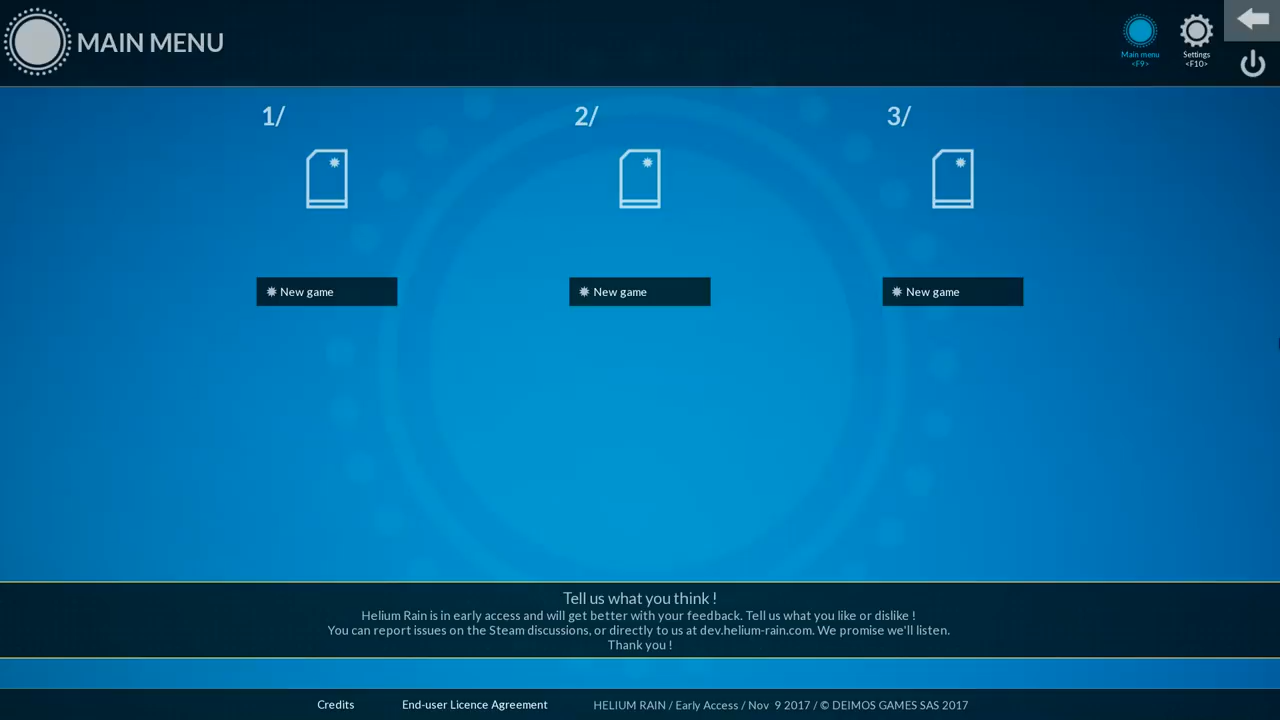 MAIN MENU
Main menu
<F9>
Settings
<F10>
1/
2/
3/
New game
New game
New game
Tell us what you think !
Helium Rain is in early access and will get better with your feedback. Tell us what you like or dislike !
You can report issues on the Steam discussions, or directly to us at dev.helium-rain.com. We promise we'll listen.
Thank you !
Credits
End-user Licence Agreement
HELIUM RAIN / Early Access / Nov  9 2017 / © DEIMOS GAMES SAS 2017